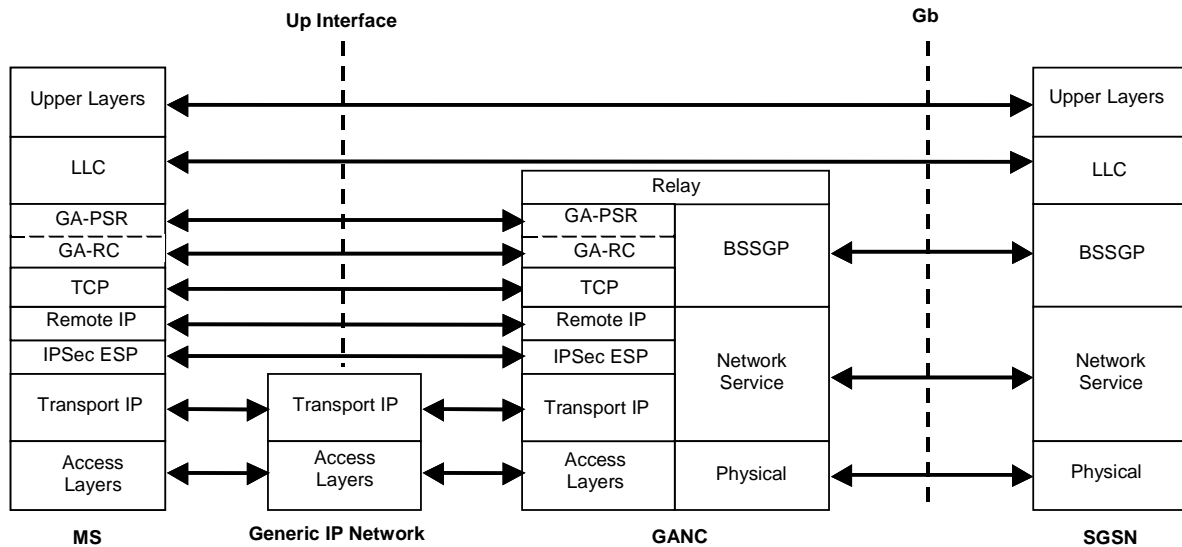 Up Interface
Gb
Upper Layers
Upper Layers
LLC
LLC
Relay
GA-PSR
GA-PSR
GA-RC
GA-RC
BSSGP
BSSGP
TCP
TCP
Remote IP
Remote IP
IPSec ESP
IPSec ESP
Network
Service
Network
Service
Transport IP
Transport IP
Transport IP
Access
Layers
Access
Layers
Access
Layers
Physical
Physical
MS
Generic IP Network
GANC
SGSN